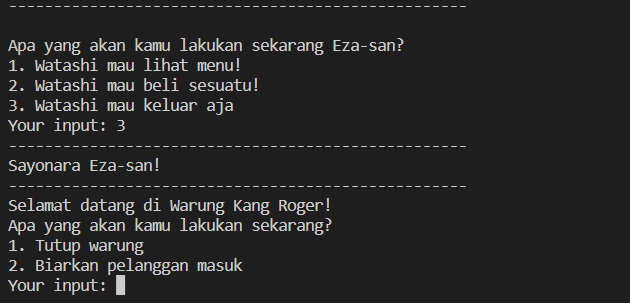 ---------------------------------------------------
Apa yang akan kamu lakukan sekarang Eza-san?
1. Watashi mau lihat menu!
2. Watashi mau beli sesuatu!
3. Watashi mau keluar aja
Your input: 3
---------------------------------------------------
Sayonara Eza-san!
---------------------------------------------------
Selamat datang di Warung Kang Roger!
Apa yang akan kamu lakukan sekarang?
1. Tutup warung
2. Biarkan pelanggan masuk
Your input: